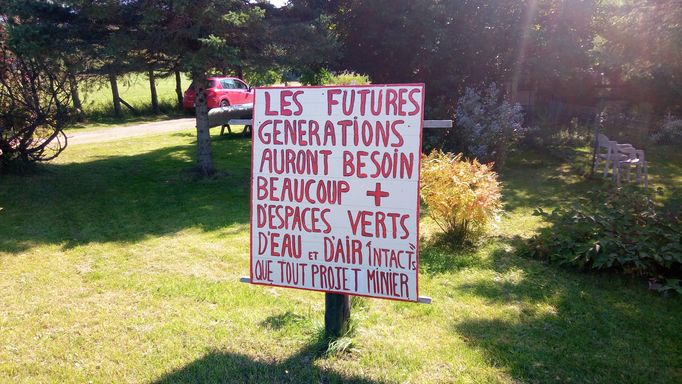 LES FUTURES
GENERATIONS
AURONT BESOIN
BEAUCOUP +
D'ESPACES VERTS
D'EAU ET D'AIR INTACTS
QUE TOUT PROJET MINIER